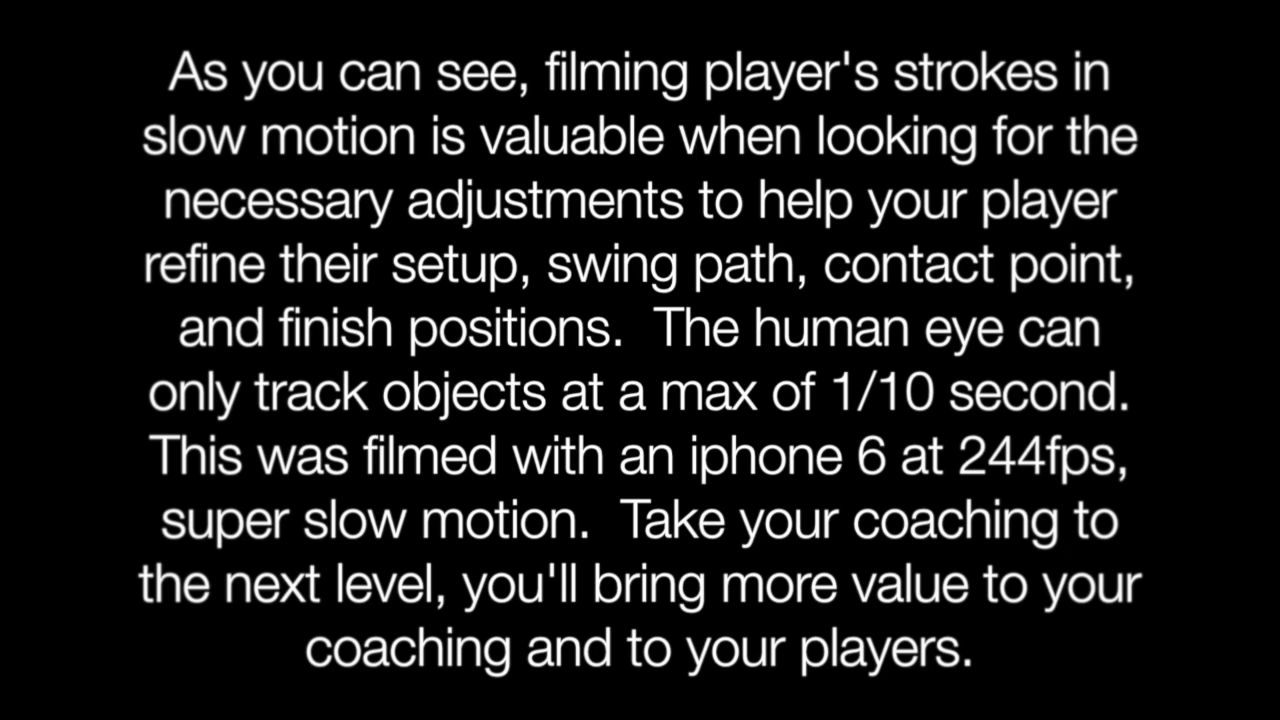 As you can see, filming player's strokes in
slow motion is valuable when looking for the
necessary adjustments to help your player
refine their setup, swing path, contact point,
and finish positions.  The human eye can
only track objects at a max of 1/10 second.
This was filmed with an iphone 6 at 244fps,
super slow motion.  Take your coaching to
the next level, you'll bring more value to your
coaching and to your players.